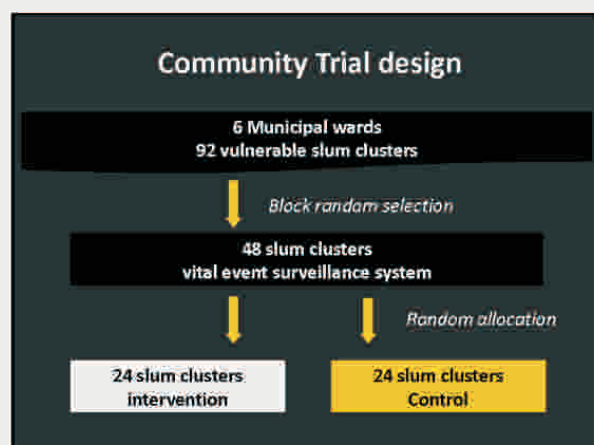 Community Trial design
6 Municipal wards
92 vulnerable slum clusters
Block random selection
48 slum clusters
vital event surveillance system
Random allocation
24 slum clusters
intervention
24 slum clusters
Control